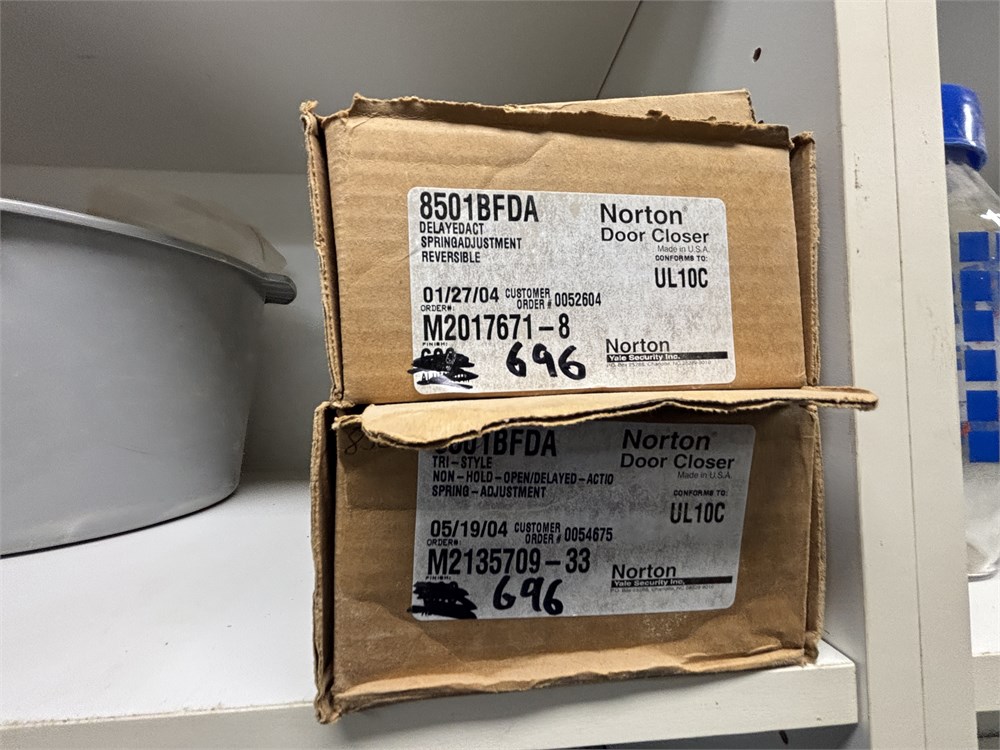 8501BFDA
DELAYEDACT
SPRINGADJUSTMENT
REVERSIBLE
Norton®
Door Closer
Made in U.S.A.
CONFORMS TO:
UL10C
01/27/04 CUSTOMER ORDER # 0052604
ORDER#:
M2017671-8
FINISH:
696
Norton
Yale Security Inc.
8501BFDA
TRI-STYLE
NON-HOLD-OPEN/DELAYED-ACTIO
SPRING-ADJUSTMENT
Norton®
Door Closer
Made in U.S.A.
CONFORMS TO:
UL10C
05/19/04 CUSTOMER ORDER # 0054675
ORDER#:
M2135709-33
FINISH:
696
Norton
Yale Security Inc.